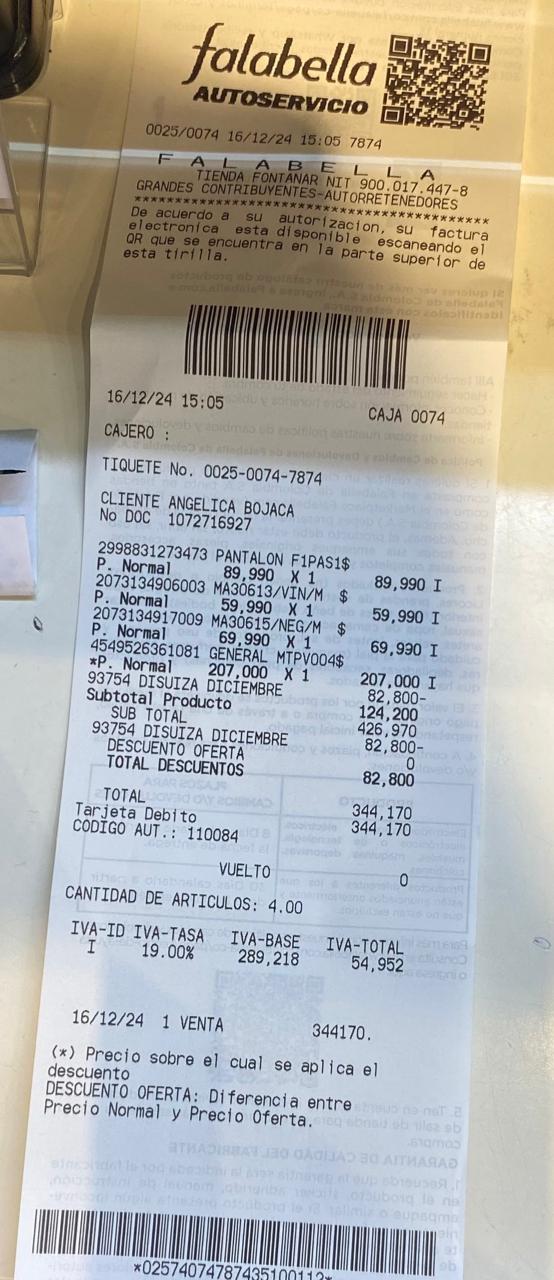 falabella
AUTOSERVICIO
0025/0074 16/12/24 15:05 7874
F A L A B E L L A
TIENDA FONTANAR NIT 900.017.447-8
GRANDES CONTRIBUYENTES-AUTORRETENEDORES
******************************************
De acuerdo a su autorizacion, su factura
electronica esta disponible escaneando el
QR que se encuentra en la parte superior de
esta tirilla.
16/12/24 15:05 CAJA 0074
CAJERO :
TIQUETE No. 0025-0074-7874
CLIENTE ANGELICA BOJACA
No DOC 1072716927
2998831273473 PANTALON F1PAS1$
P. Normal 89,990 X 1 89,990 I
2073134906003 MA30613/VIN/M $
P. Normal 59,990 X 1 59,990 I
2073134917009 MA30615/NEG/M $
P. Normal 69,990 X 1 69,990 I
4549526361081 GENERAL MTPV004$
*P. Normal 207,000 X 1 207,000 I
93754 DISUIZA DICIEMBRE 82,800-
Subtotal Producto 124,200
SUB TOTAL 426,970
93754 DISUIZA DICIEMBRE 82,800-
DESCUENTO OFERTA 0
TOTAL DESCUENTOS 82,800
TOTAL 344,170
Tarjeta Debito 344,170
CODIGO AUT.: 110084
VUELTO 0
CANTIDAD DE ARTICULOS: 4.00
IVA-ID IVA-TASA IVA-BASE IVA-TOTAL
I 19.00% 289,218 54,952
16/12/24 1 VENTA 344170.
(*) Precio sobre el cual se aplica el
descuento
DESCUENTO OFERTA: Diferencia entre
Precio Normal y Precio Oferta.